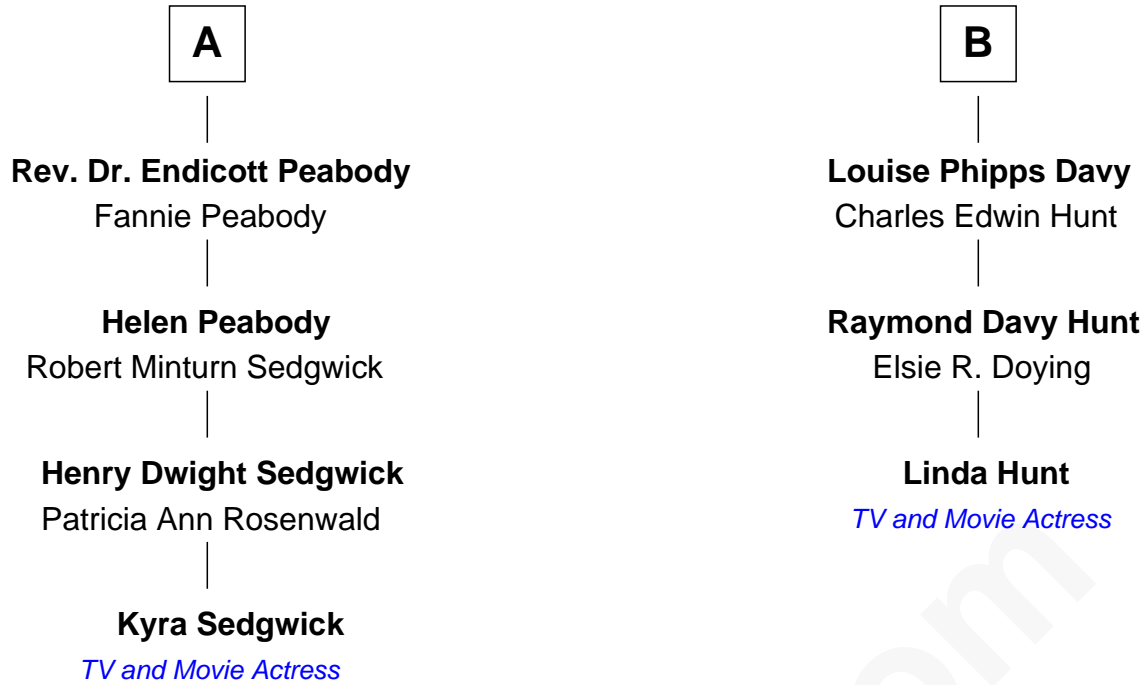 A
Rev. Dr. Endicott Peabody
Fannie Peabody
Helen Peabody
Robert Minturn Sedgwick
Henry Dwight Sedgwick
Patricia Ann Rosenwald
Kyra Sedgwick
TV and Movie Actress
B
Louise Phipps Davy
Charles Edwin Hunt
Raymond Davy Hunt
Elsie R. Doying
Linda Hunt
TV and Movie Actress
om